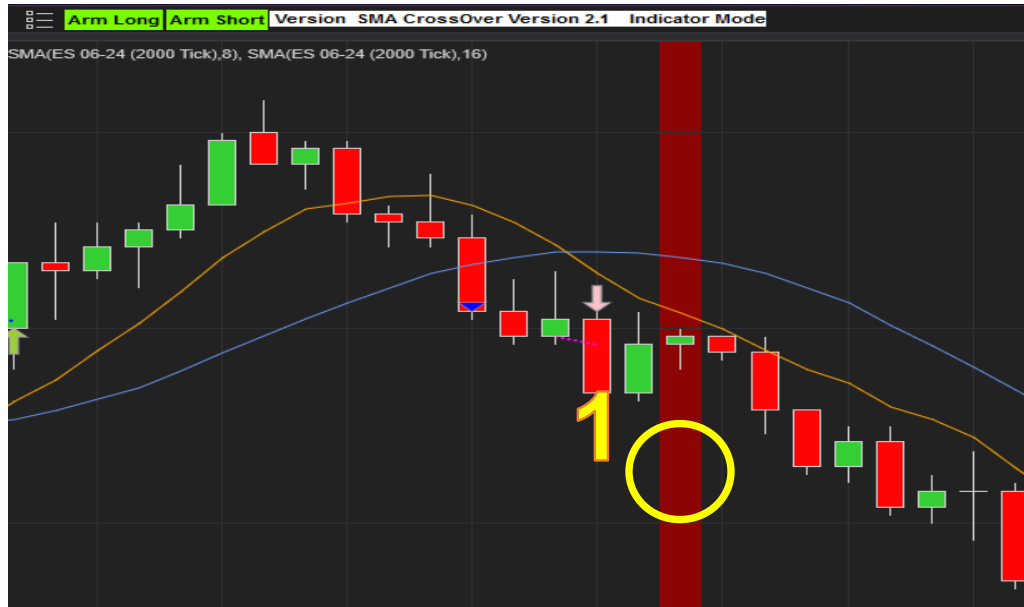 Arm Long Arm Short Version SMA CrossOver Version 2.1 Indicator Mode
SMA(ES 06-24 (2000 Tick),8), SMA(ES 06-24 (2000 Tick),16)
1